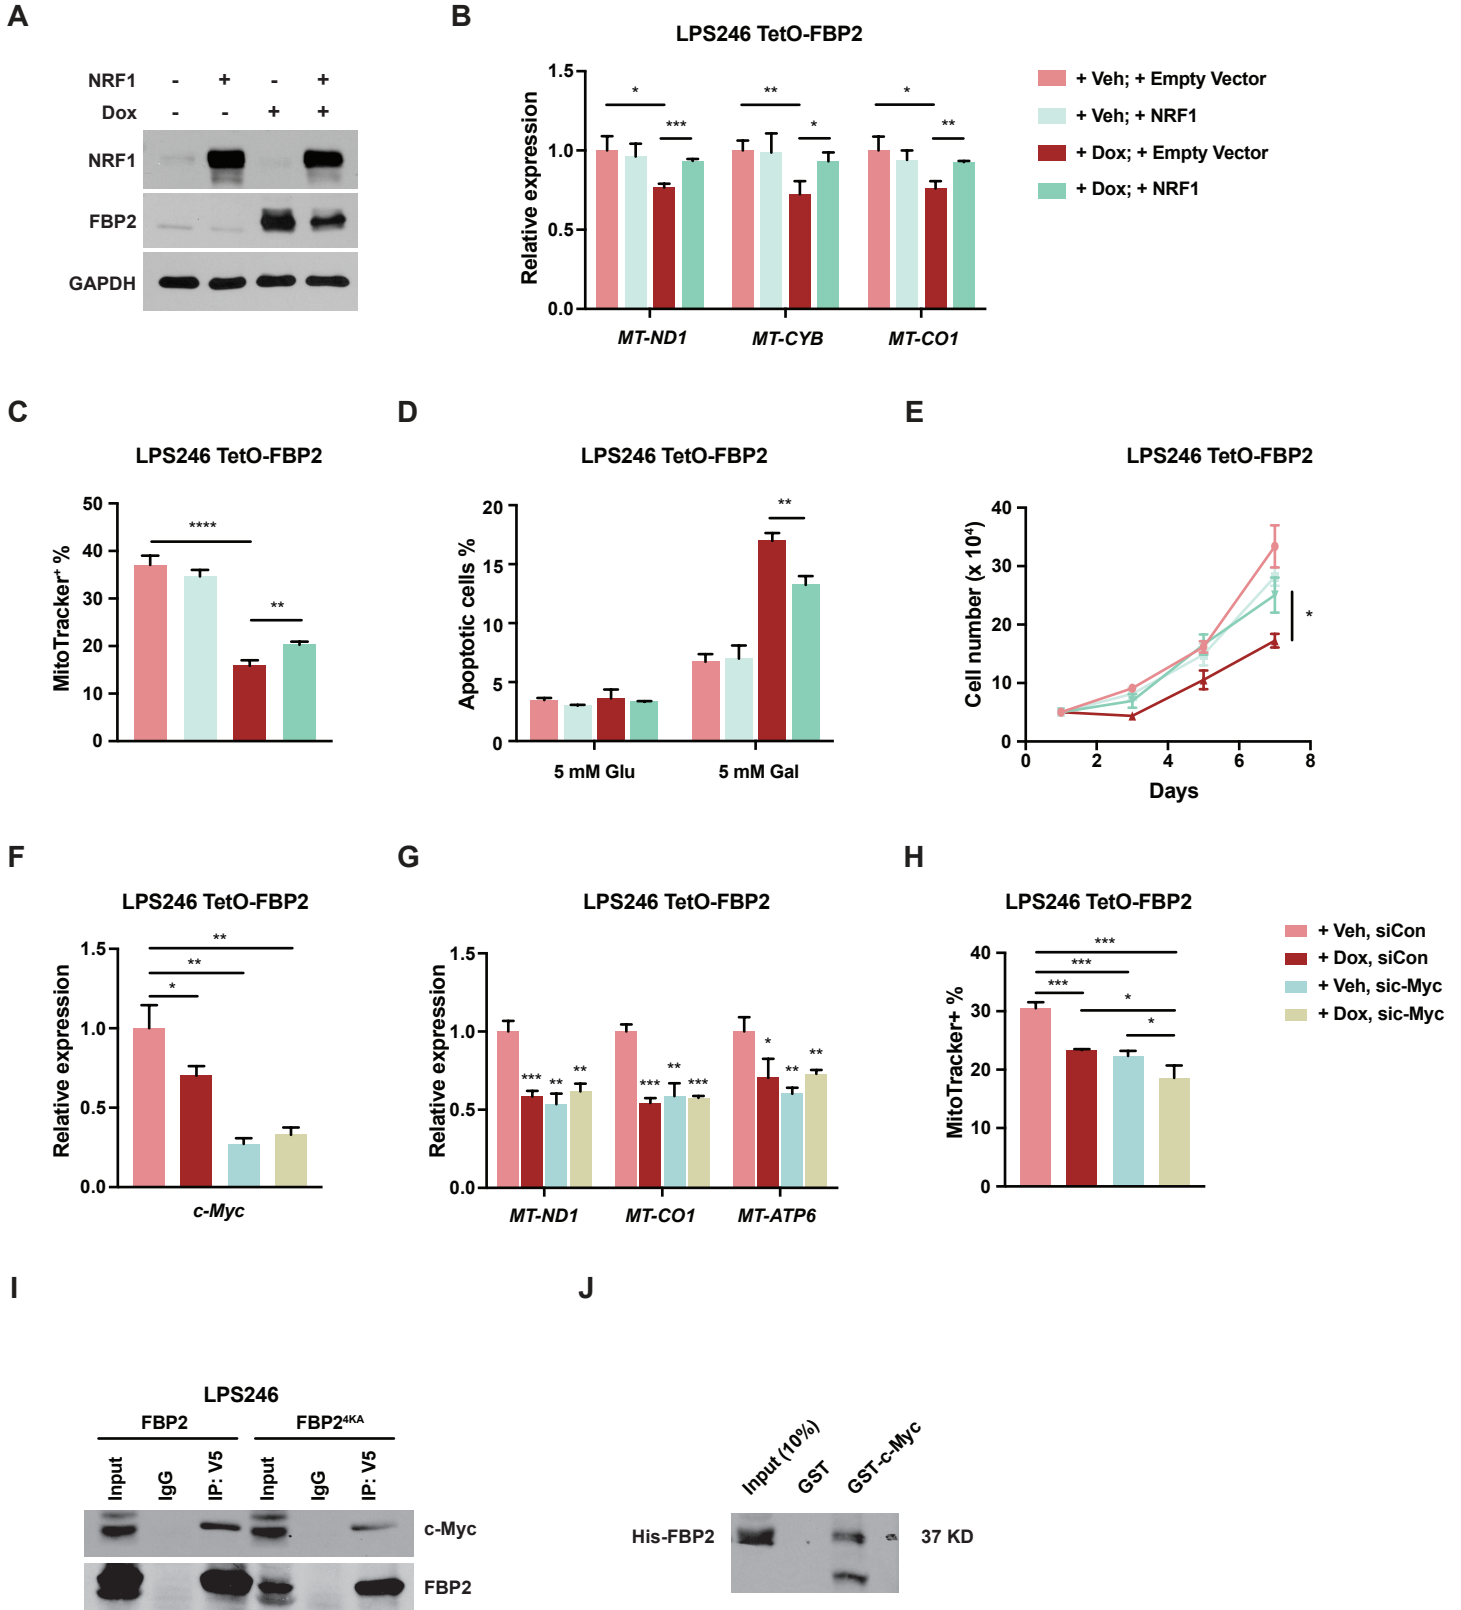 A
NRF1 - + - +
Dox - - + +
NRF1
FBP2
GAPDH
B
LPS246 TetO-FBP2
Relative expression
1.5
1.0
0.5
0.0
* ** *
*** * **
MT-ND1 MT-CYB MT-CO1
+ Veh; + Empty Vector
+ Veh; + NRF1
+ Dox; + Empty Vector
+ Dox; + NRF1
C
LPS246 TetO-FBP2
MitoTracker⁺ %
50
40
30
20
10
0
****
**
D
LPS246 TetO-FBP2
Apoptotic cells %
20
15
10
5
0
**
5 mM Glu 5 mM Gal
E
LPS246 TetO-FBP2
Cell number (x 10⁴)
40
30
20
10
0
*
0 2 4 6 8
Days
F
LPS246 TetO-FBP2
Relative expression
1.5
1.0
0.5
0.0
**
**
*
c-Myc
G
LPS246 TetO-FBP2
Relative expression
1.5
1.0
0.5
0.0
*** ** **
*** ** ***
* ** **
MT-ND1 MT-CO1 MT-ATP6
H
LPS246 TetO-FBP2
MitoTracker+ %
40
30
20
10
0
***
***
***
*
*
+ Veh, siCon
+ Dox, siCon
+ Veh, sic-Myc
+ Dox, sic-Myc
I
LPS246
FBP2 FBP2⁴ᴷᴬ
Input IgG IP: V5 Input IgG IP: V5
c-Myc
FBP2
J
Input (10%) GST GST-c-Myc
His-FBP2 37 KD